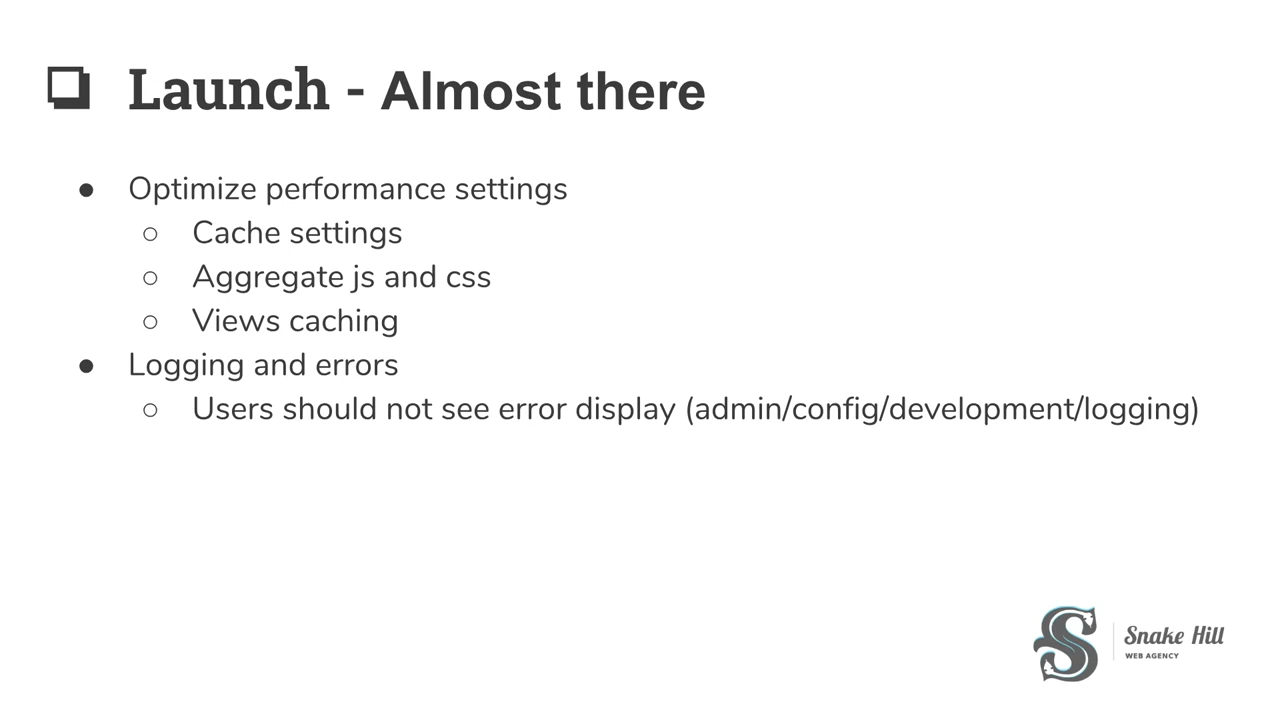 ❏ Launch - Almost there
● Optimize performance settings
○ Cache settings
○ Aggregate js and css
○ Views caching
● Logging and errors
○ Users should not see error display (admin/config/development/logging)
S
Snake Hill
WEB AGENCY